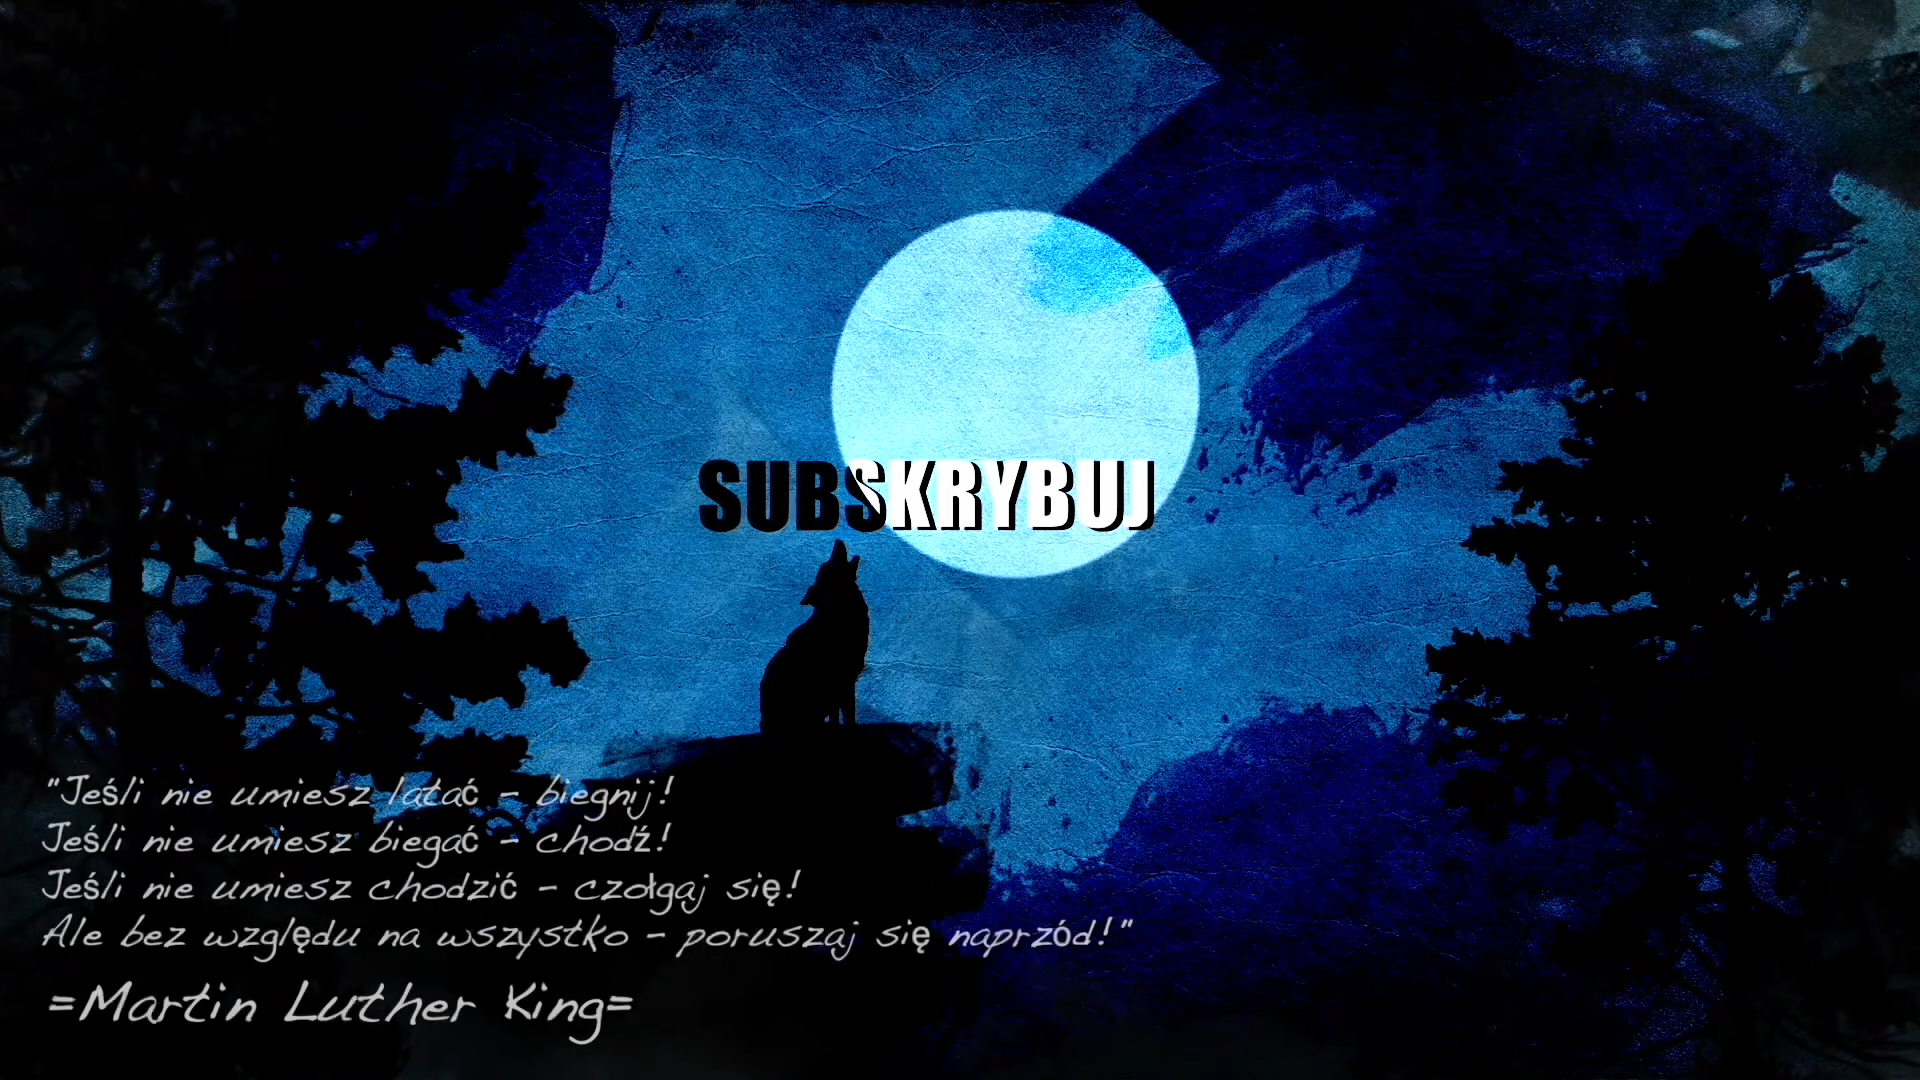 SUBSKRYBUJ
"Jeśli nie umiesz latać - biegnij!
Jeśli nie umiesz biegać - chodź!
Jeśli nie umiesz chodzić - czołgaj się!
Ale bez względu na wszystko - poruszaj się naprzód!"
=Martin Luther King=